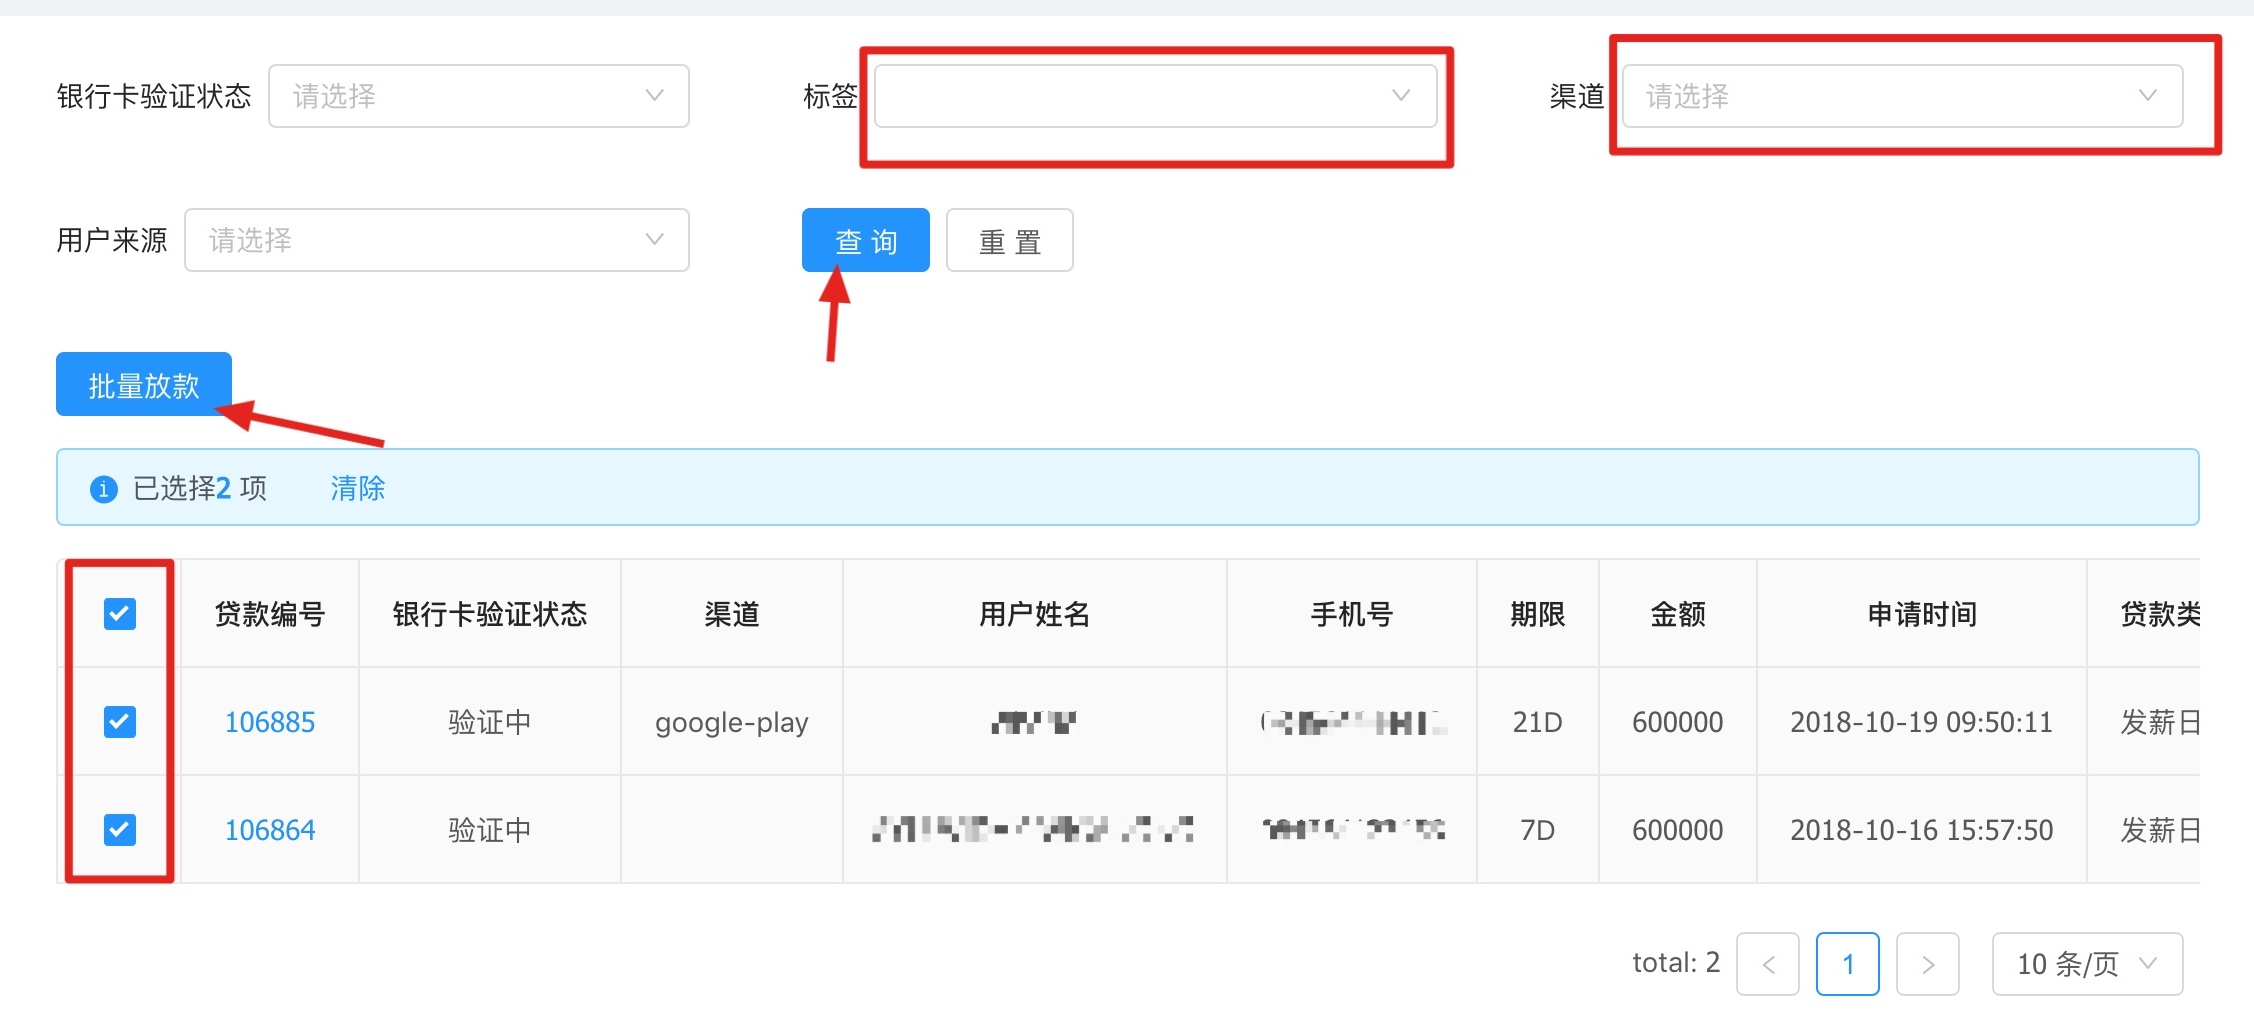 银行卡验证状态 请选择 标签 渠道 请选择
用户来源 请选择 查 询 重 置
批量放款
已选择2 项 清除
贷款编号 银行卡验证状态 渠道 用户姓名 手机号 期限 金额 申请时间 贷款类
106885 验证中 google-play 21D 600000 2018-10-19 09:50:11 发薪日
106864 验证中 7D 600000 2018-10-16 15:57:50 发薪日
total: 2 < 1 > 10 条/页